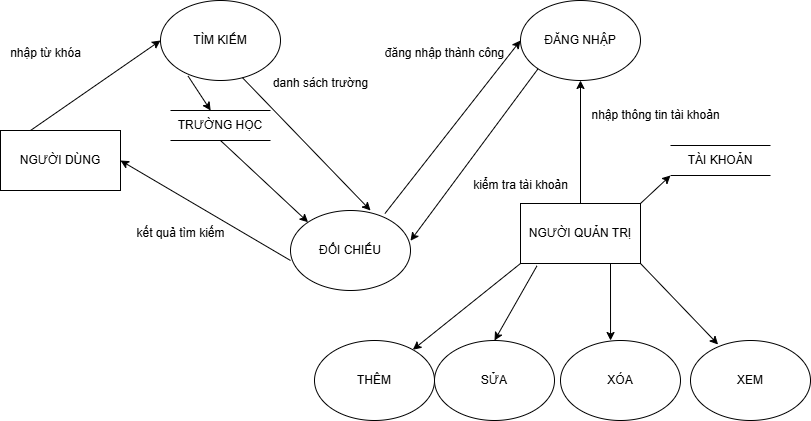 TÌM KIẾM
ĐĂNG NHẬP
nhập từ khóa
đăng nhập thành công
danh sách trường
TRƯỜNG HỌC
nhập thông tin tài khoản
NGƯỜI DÙNG
TÀI KHOẢN
kiểm tra tài khoản
kết quả tìm kiếm
ĐỐI CHIẾU
NGƯỜI QUẢN TRỊ
THÊM
SỬA
XÓA
XEM